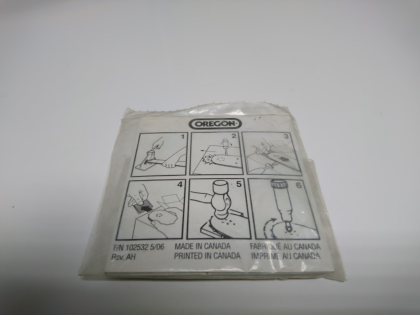 OREGON
1 2 3
4 5 6
F/N 102532 5/06 MADE IN CANADA FABRIQUÉ AU CANADA
Rev. AH PRINTED IN CANADA IMPRIMÉ AU CANADA